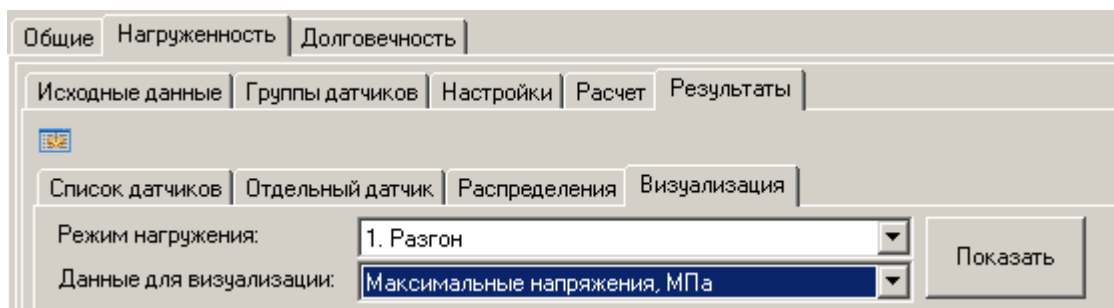 Общие Нагруженность Долговечность
Исходные данные Группы датчиков Настройки Расчет Результаты
Список датчиков Отдельный датчик Распределения Визуализация
Режим нагружения: 1. Разгон
Показать
Данные для визуализации: Максимальные напряжения, МПа